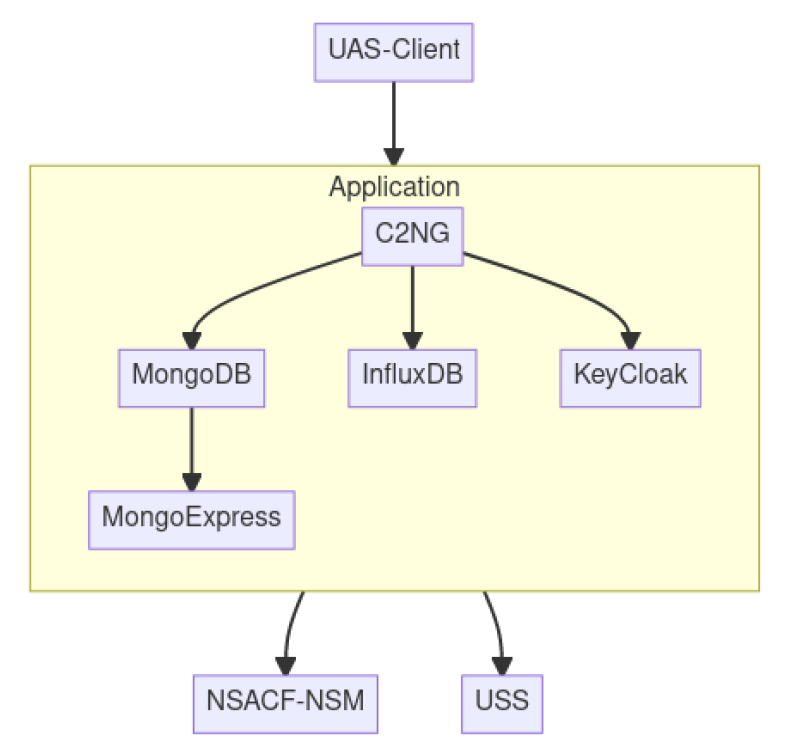 UAS-Client
Application
C2NG
MongoDB
InfluxDB
KeyCloak
MongoExpress
NSACF-NSM
USS